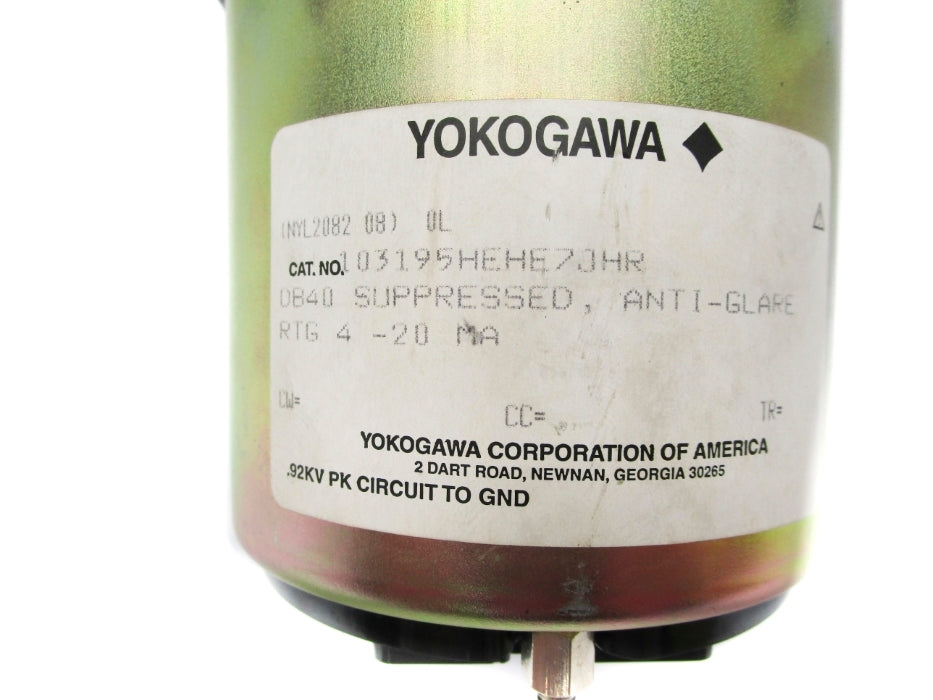 YOKOGAWA
(NYL2082 08) 0L
CAT. NO. 103195HEHE7JHR
DB40 SUPPRESSED, ANTI-GLARE
RTG 4 -20 MA
CW=
CC=
TR=
YOKOGAWA CORPORATION OF AMERICA
2 DART ROAD, NEWNAN, GEORGIA 30265
.92KV PK CIRCUIT TO GND